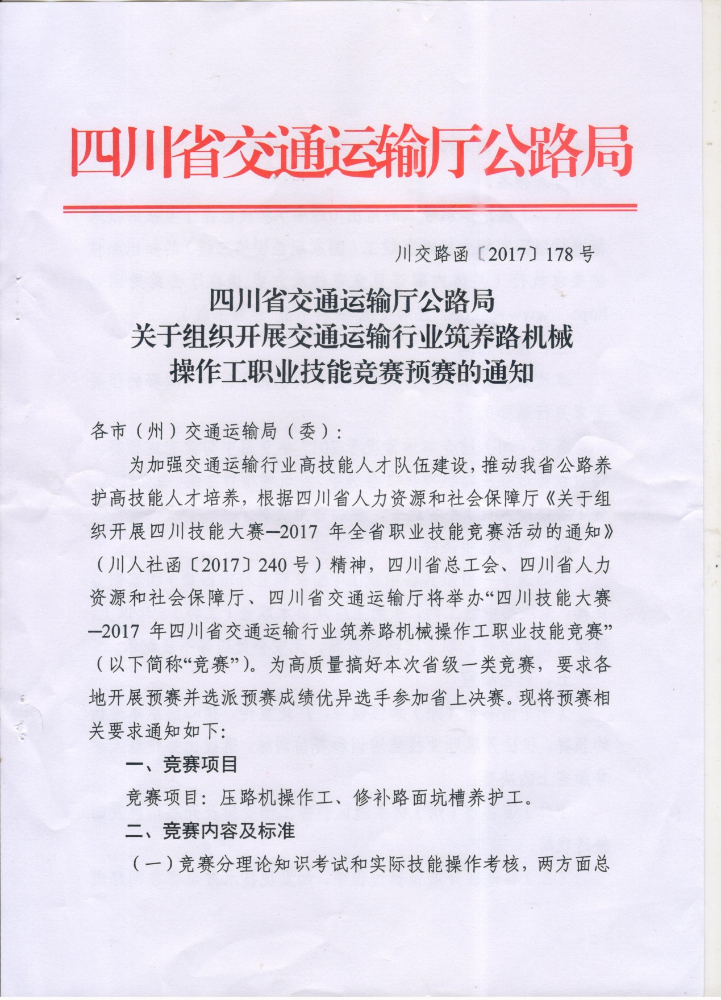 四川省交通运输厅公路局
川交路函〔2017〕178号
四川省交通运输厅公路局
关于组织开展交通运输行业筑养路机械
操作工职业技能竞赛预赛的通知
各市（州）交通运输局（委）：
为加强交通运输行业高技能人才队伍建设，推动我省公路养
护高技能人才培养，根据四川省人力资源和社会保障厅《关于组
织开展四川技能大赛—2017 年全省职业技能竞赛活动的通知》
（川人社函〔2017〕240号）精神，四川省总工会、四川省人力
资源和社会保障厅、四川省交通运输厅将举办“四川技能大赛
—2017 年四川省交通运输行业筑养路机械操作工职业技能竞赛”
（以下简称“竞赛”）。为高质量搞好本次省级一类竞赛，要求各
地开展预赛并选派预赛成绩优异选手参加省上决赛。现将预赛相
关要求通知如下：
一、竞赛项目
竞赛项目：压路机操作工、修补路面坑槽养护工。
二、竞赛内容及标准
（一）竞赛分理论知识考试和实际技能操作考核，两方面总